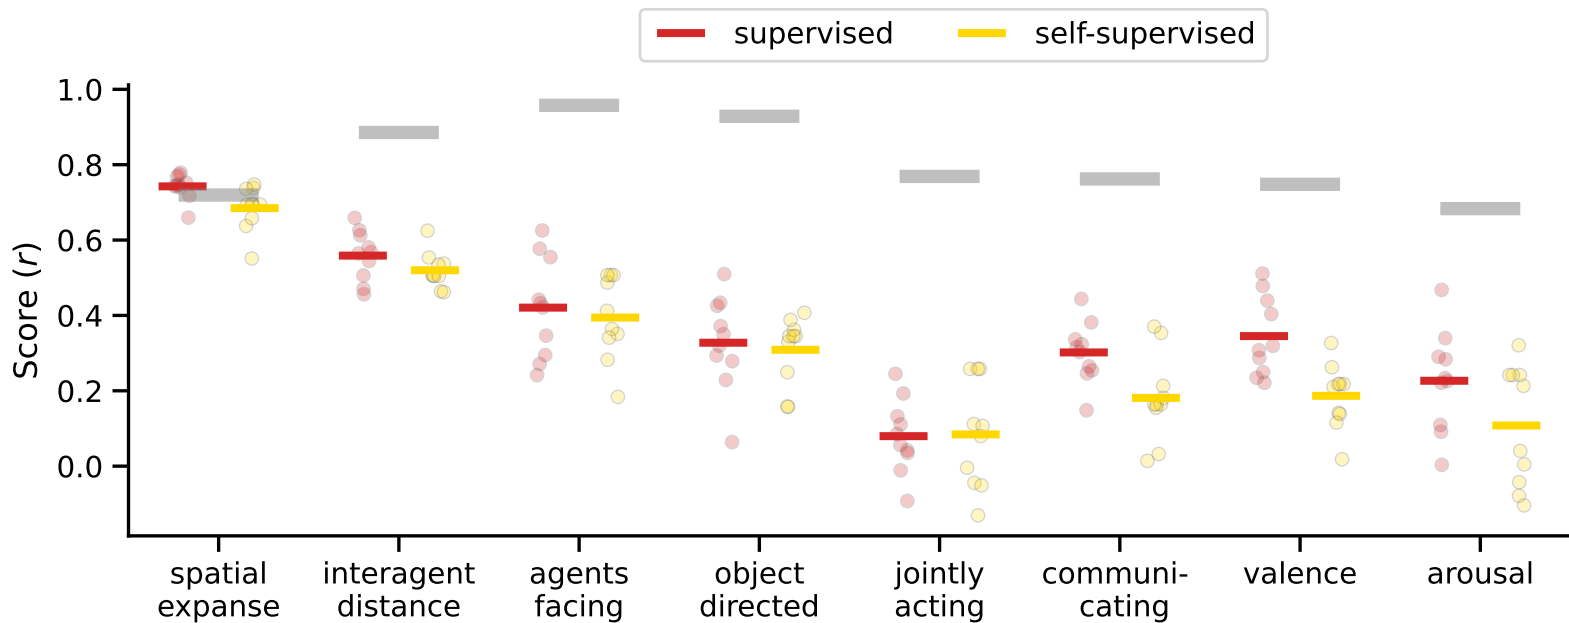 supervised self-supervised
Score (r)
1.0
0.8
0.6
0.4
0.2
0.0
spatial expanse
interagent distance
agents facing
object directed
jointly acting
communi-cating
valence
arousal